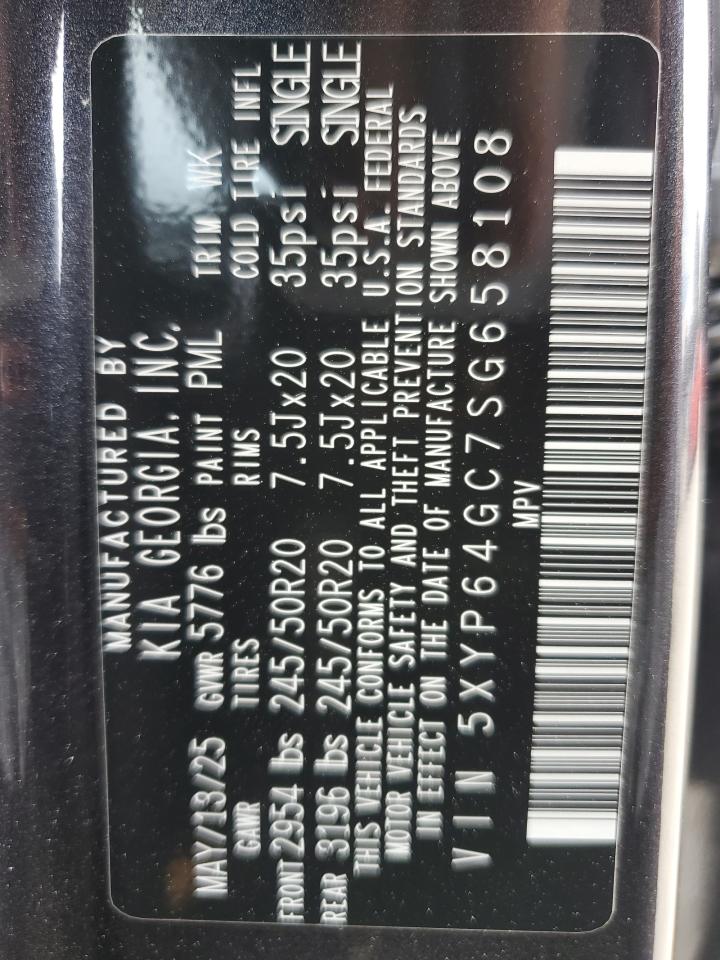 MANUFACTURED BY
KIA GEORGIA, INC.
MAY/13/25 GVWR 5776 lbs PAINT PML TRIM WK
GAWR TIRES RIMS COLD TIRE INFL
FRONT 2954 lbs 245/50R20 7.5Jx20 35psi SINGLE
REAR 3196 lbs 245/50R20 7.5Jx20 35psi SINGLE
THIS VEHICLE CONFORMS TO ALL APPLICABLE U.S.A. FEDERAL
MOTOR VEHICLE SAFETY AND THEFT PREVENTION STANDARDS
IN EFFECT ON THE DATE OF MANUFACTURE SHOWN ABOVE
VIN 5XYP64GC7SG658108
MPV